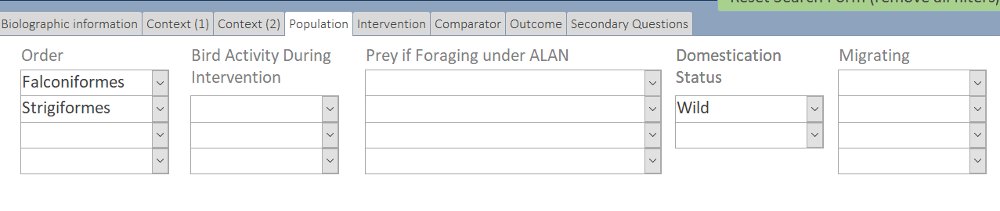 Reset Search Form (remove all filters)
Biolographic information Context (1) Context (2) Population Intervention Comparator Outcome Secondary Questions
Order Bird Activity During Intervention Prey if Foraging under ALAN Domestication Status Migrating
Falconiformes
Strigiformes Wild